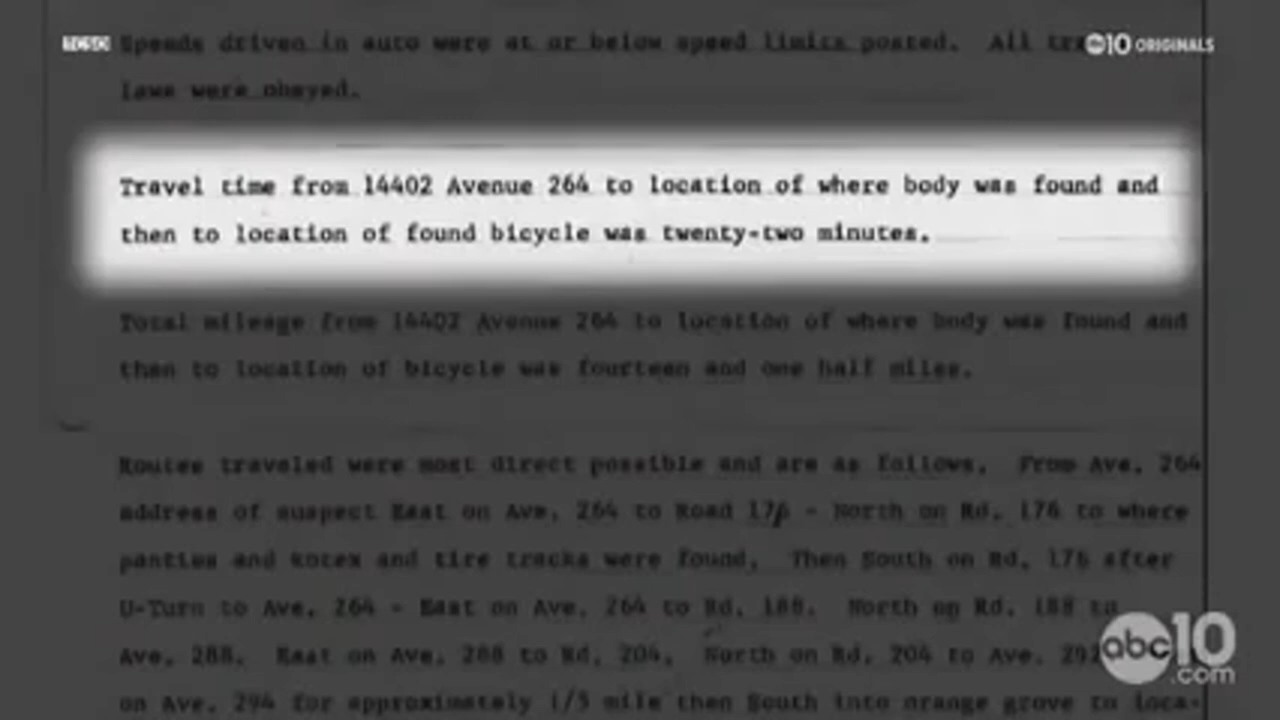 Speeds driven in auto were at or below speed limits posted. All
abc10 ORIGINALS
laws were obeyed.
Travel time from 14402 Avenue 264 to location of where body was found and
then to location of found bicycle was twenty-two minutes.
Total mileage from 14402 Avenue 264 to location of where body was found and
then to location of bicycle was fourteen and one half miles.
Routes traveled were most direct possible and are as follows. From Ave. 264
address of suspect East on Ave. 264 to Road 176 - North on Rd. 176 to where
panties and kotex and tire tracks were found. Then South on Rd. 176 after
U-Turn to Ave. 264 - East on Ave. 264 to Rd. 188. North on Rd. 188 to
Ave. 288. East on Ave. 288 to Rd. 204. North on Rd. 204 to Ave.
on Ave. 294 for approximately 1/5 mile then South into orange grove to loca-
abc10
.com